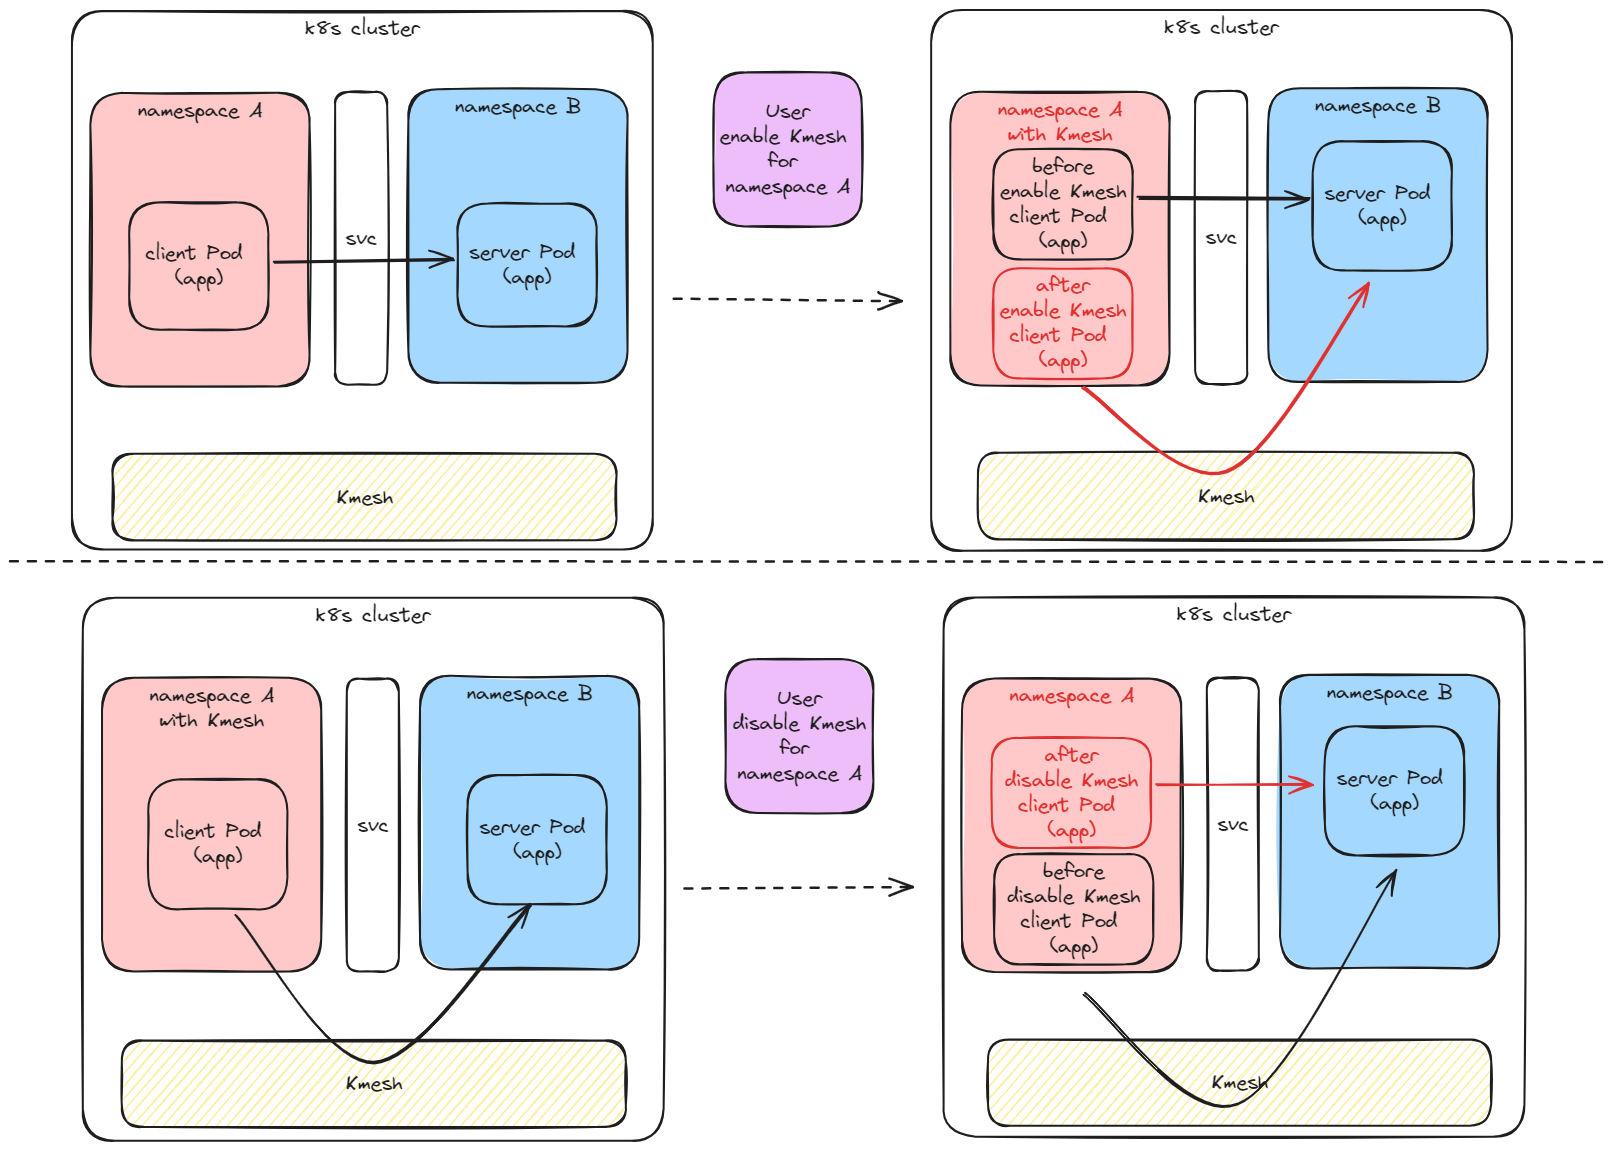 k8s cluster
namespace A
client Pod
(app)
svc
namespace B
server Pod
(app)
Kmesh
User
enable Kmesh
for
namespace A
k8s cluster
namespace A
with Kmesh
before
enable Kmesh
client Pod
(app)
after
enable Kmesh
client Pod
(app)
svc
namespace B
server Pod
(app)
Kmesh
k8s cluster
namespace A
with Kmesh
client Pod
(app)
svc
namespace B
server Pod
(app)
Kmesh
User
disable Kmesh
for
namespace A
k8s cluster
namespace A
after
disable Kmesh
client Pod
(app)
before
disable Kmesh
client Pod
(app)
svc
namespace B
server Pod
(app)
Kmesh